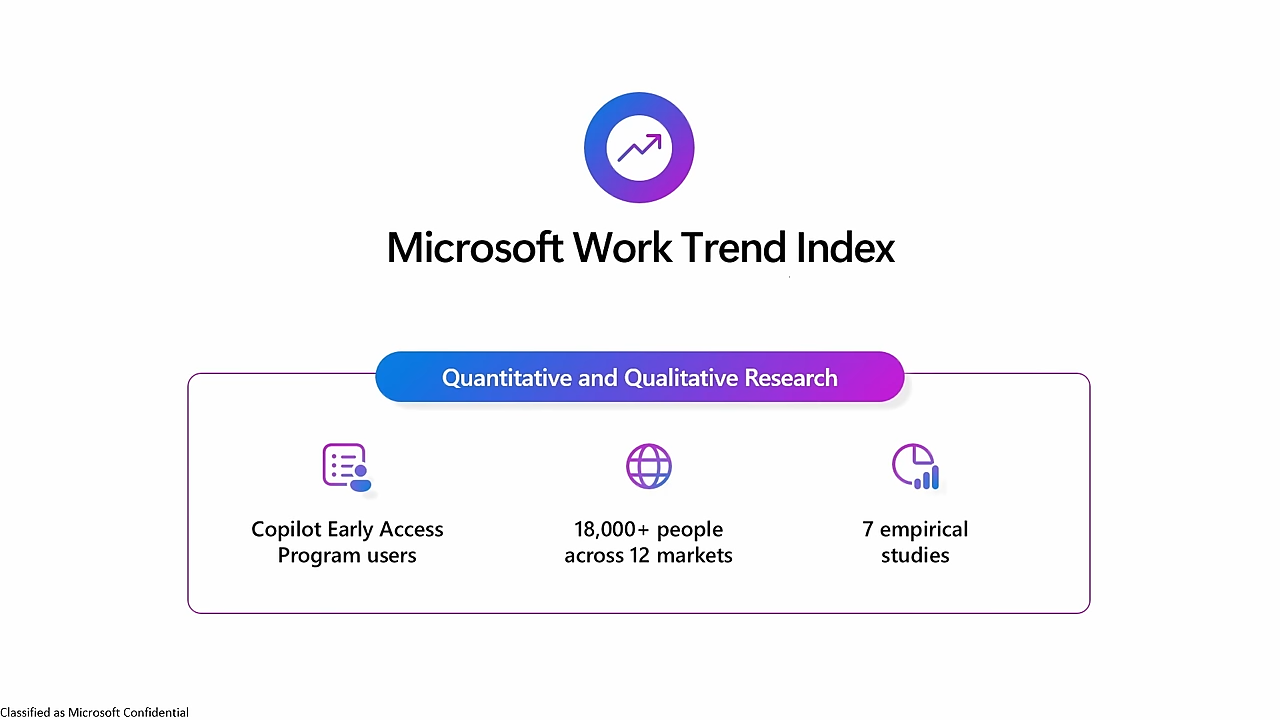 Microsoft Work Trend Index
Quantitative and Qualitative Research
Copilot Early Access
Program users
18,000+ people
across 12 markets
7 empirical
studies
Classified as Microsoft Confidential